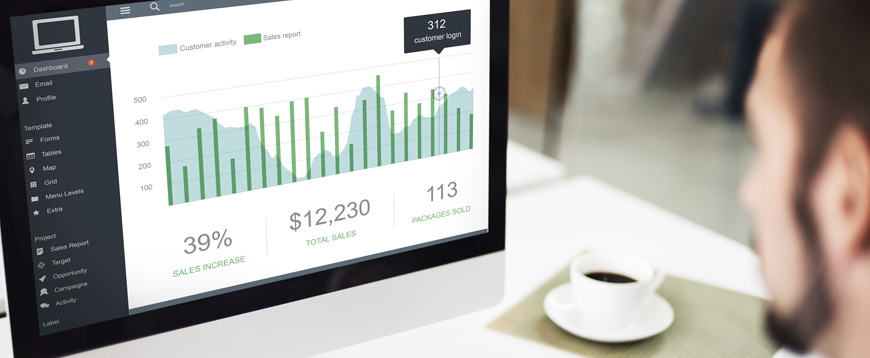 search
Dashboard
Email
Profile
Template
Forms
Tables
Map
Grid
Menu Levels
Extra
Project
Sales Report
Target
Opportunity
Campaigns
Activity
Label
Customer activity
Sales report
312
customer login
500
400
300
200
100
39%
SALES INCREASE
$12,230
TOTAL SALES
113
PACKAGES SOLD